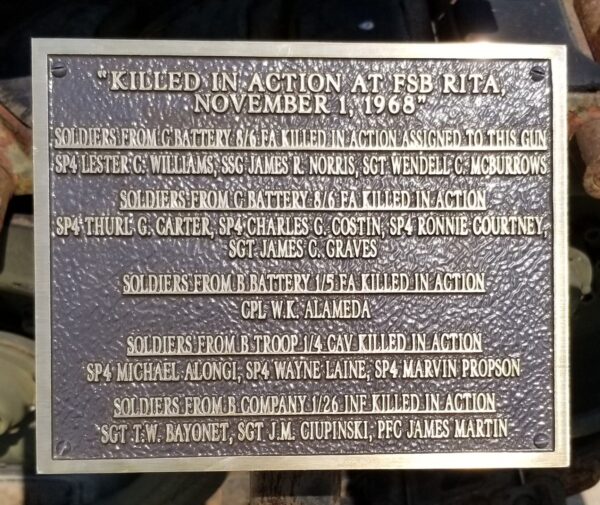 "KILLED IN ACTION AT FSB RITA,
NOVEMBER 1, 1968"
SOLDIERS FROM C BATTERY 8/6 FA KILLED IN ACTION ASSIGNED TO THIS GUN
SP4 LESTER C. WILLIAMS, SSG JAMES R. NORRIS, SGT WENDELL C. MCBURROWS
SOLDIERS FROM C BATTERY 8/6 FA KILLED IN ACTION
SP4 THURL G. CARTER, SP4 CHARLES G. COSTIN, SP4 RONNIE COURTNEY,
SGT JAMES C. GRAVES
SOLDIERS FROM B BATTERY 1/5 FA KILLED IN ACTION
CPL W.K. ALAMEDA
SOLDIERS FROM B TROOP 1/4 CAV KILLED IN ACTION
SP4 MICHAEL ALONGI, SP4 WAYNE LAINE, SP4 MARVIN PROPSON
SOLDIERS FROM B COMPANY 1/26 INF KILLED IN ACTION
SGT T.W. BAYONET, SGT J.M. CIUPINSKI, PFC JAMES MARTIN